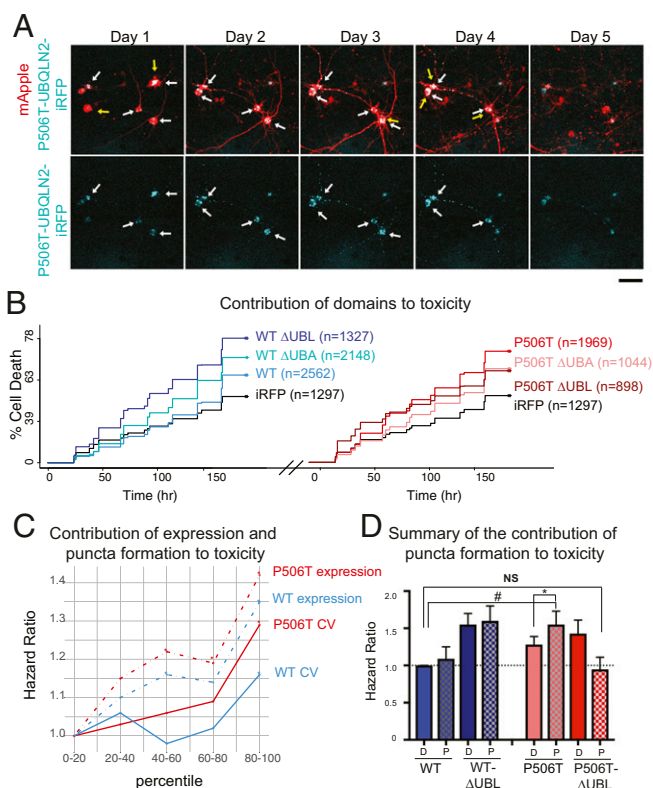 A
Day 1 Day 2 Day 3 Day 4 Day 5
mApple
P506T-UBQLN2-
iRFP
P506T-UBQLN2-
iRFP
B
Contribution of domains to toxicity
% Cell Death
78
63
39
0
WT ΔUBL (n=1327)
WT ΔUBA (n=2148)
WT (n=2562)
iRFP (n=1297)
0 50 100 150
Time (hr)
P506T (n=1969)
P506T ΔUBA (n=1044)
P506T ΔUBL (n=898)
iRFP (n=1297)
0 50 100 150
Time (hr)
C
Contribution of expression and
puncta formation to toxicity
Hazard Ratio
1.4
1.3
1.2
1.1
1.0
P506T expression
WT expression
P506T CV
WT CV
0-20 20-40 40-60 60-80 80-100
percentile
D
Summary of the contribution of
puncta formation to toxicity
Hazard Ratio
2.0
1.5
1.0
0.5
0
NS
#
*
D P D P D P D P
WT WT-
ΔUBL P506T P506T-
ΔUBL